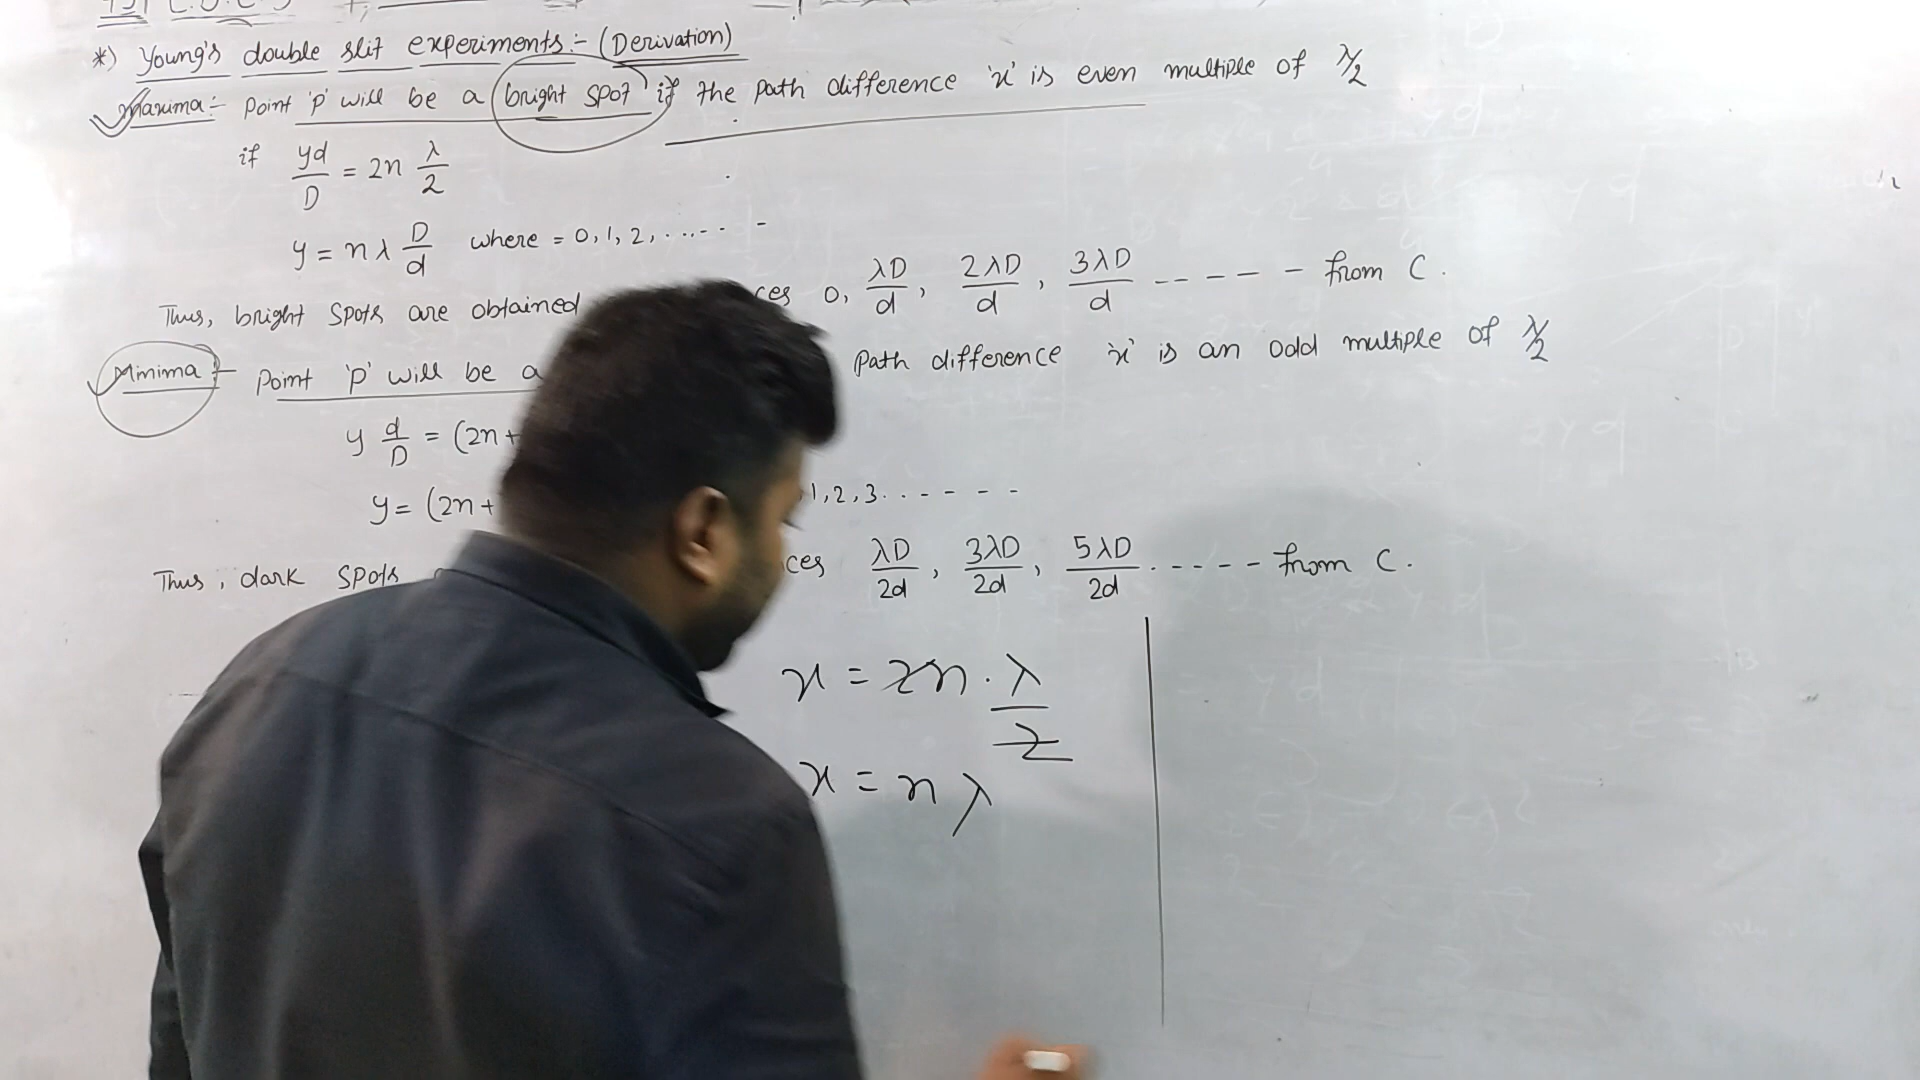 *) Young's double slit experiments:- (Derivation)
Maxima:- Point 'P' will be a bright spot if the path difference 'x' is even multiple of λ/2
if yd/D = 2n λ/2
y = nλ D/d where = 0, 1, 2, ...... -
Thus, bright spots are obtained ces 0, λD/d, 2λD/d, 3λD/d ----- from C.
Minima:- Point 'P' will be a Path difference 'x' is an odd multiple of λ/2
y d/D = (2n+
y = (2n+ 1, 2, 3. . - - - -
Thus, dark spots ces λD/2d, 3λD/2d, 5λD/2d. ----- from C.
x = 2n . λ/2
x = nλ